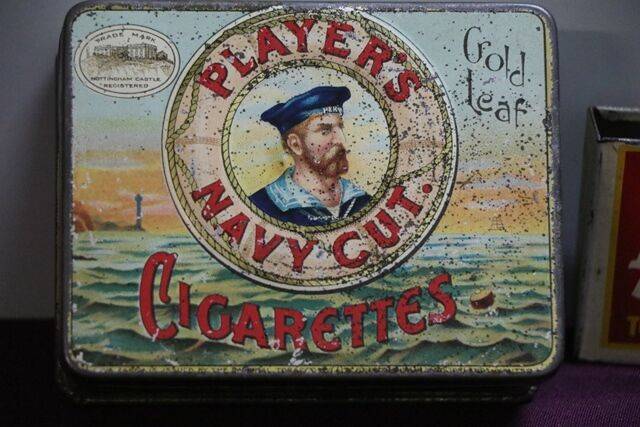 TRADE MARK
NOTTINGHAM CASTLE
REGISTERED
PLAYER'S
NAVY CUT.
Gold
Leaf
CIGARETTES